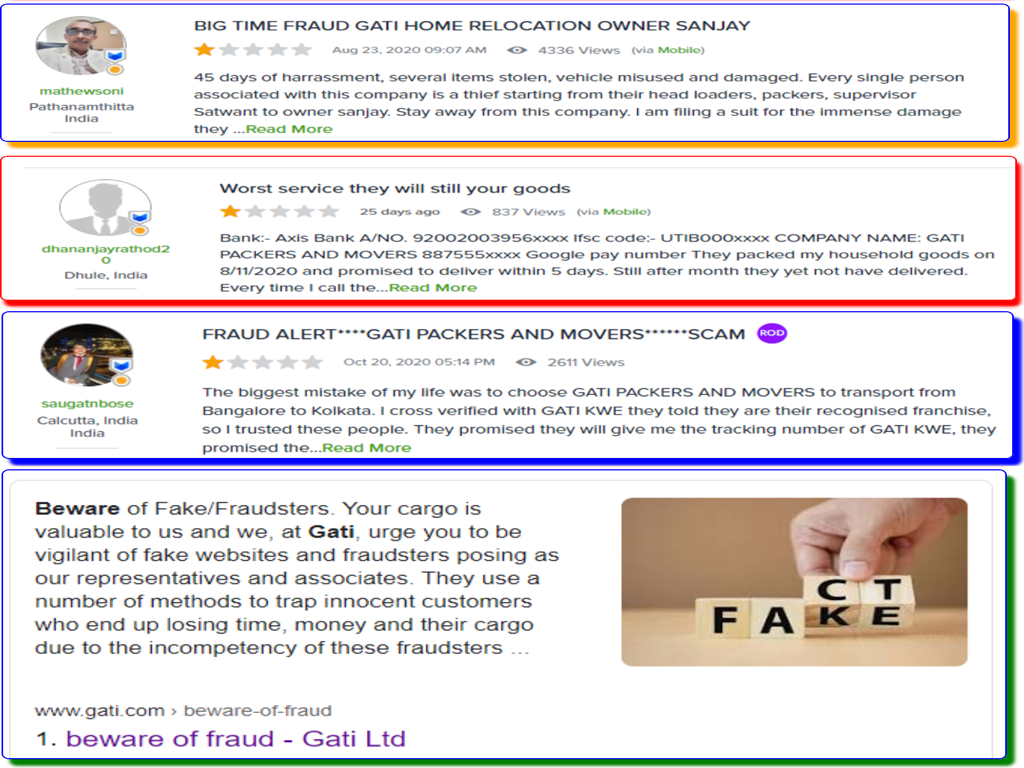 BIG TIME FRAUD GATI HOME RELOCATION OWNER SANJAY
Aug 23, 2020 09:07 AM 4336 Views (via Mobile)
mathewsoni
Pathanamthitta
India
45 days of harrassment, several items stolen, vehicle misused and damaged. Every single person
associated with this company is a thief starting from their head loaders, packers, supervisor
Satwant to owner sanjay. Stay away from this company. I am filing a suit for the immense damage
they ...Read More
Worst service they will still your goods
25 days ago 837 Views (via Mobile)
dhananjayrathod2
0
Dhule, India
Bank:- Axis Bank A/NO. 92002003956xxxx Ifsc code:- UTIB000xxxx COMPANY NAME: GATI
PACKERS AND MOVERS 887555xxxx Google pay number They packed my household goods on
8/11/2020 and promised to deliver within 5 days. Still after month they yet not have delivered.
Every time I call the...Read More
FRAUD ALERT****GATI PACKERS AND MOVERS******SCAM ROD
Oct 20, 2020 05:14 PM 2611 Views
saugatnbose
Calcutta, India
India
The biggest mistake of my life was to choose GATI PACKERS AND MOVERS to transport from
Bangalore to Kolkata. I cross verified with GATI KWE they told they are their recognised franchise,
so I trusted these people. They promised they will give me the tracking number of GATI KWE, they
promised the...Read More
Beware of Fake/Fraudsters. Your cargo is
valuable to us and we, at Gati, urge you to be
vigilant of fake websites and fraudsters posing as
our representatives and associates. They use a
number of methods to trap innocent customers
who end up losing time, money and their cargo
due to the incompetency of these fraudsters ...
C T
F A K E
www.gati.com › beware-of-fraud
1. beware of fraud - Gati Ltd